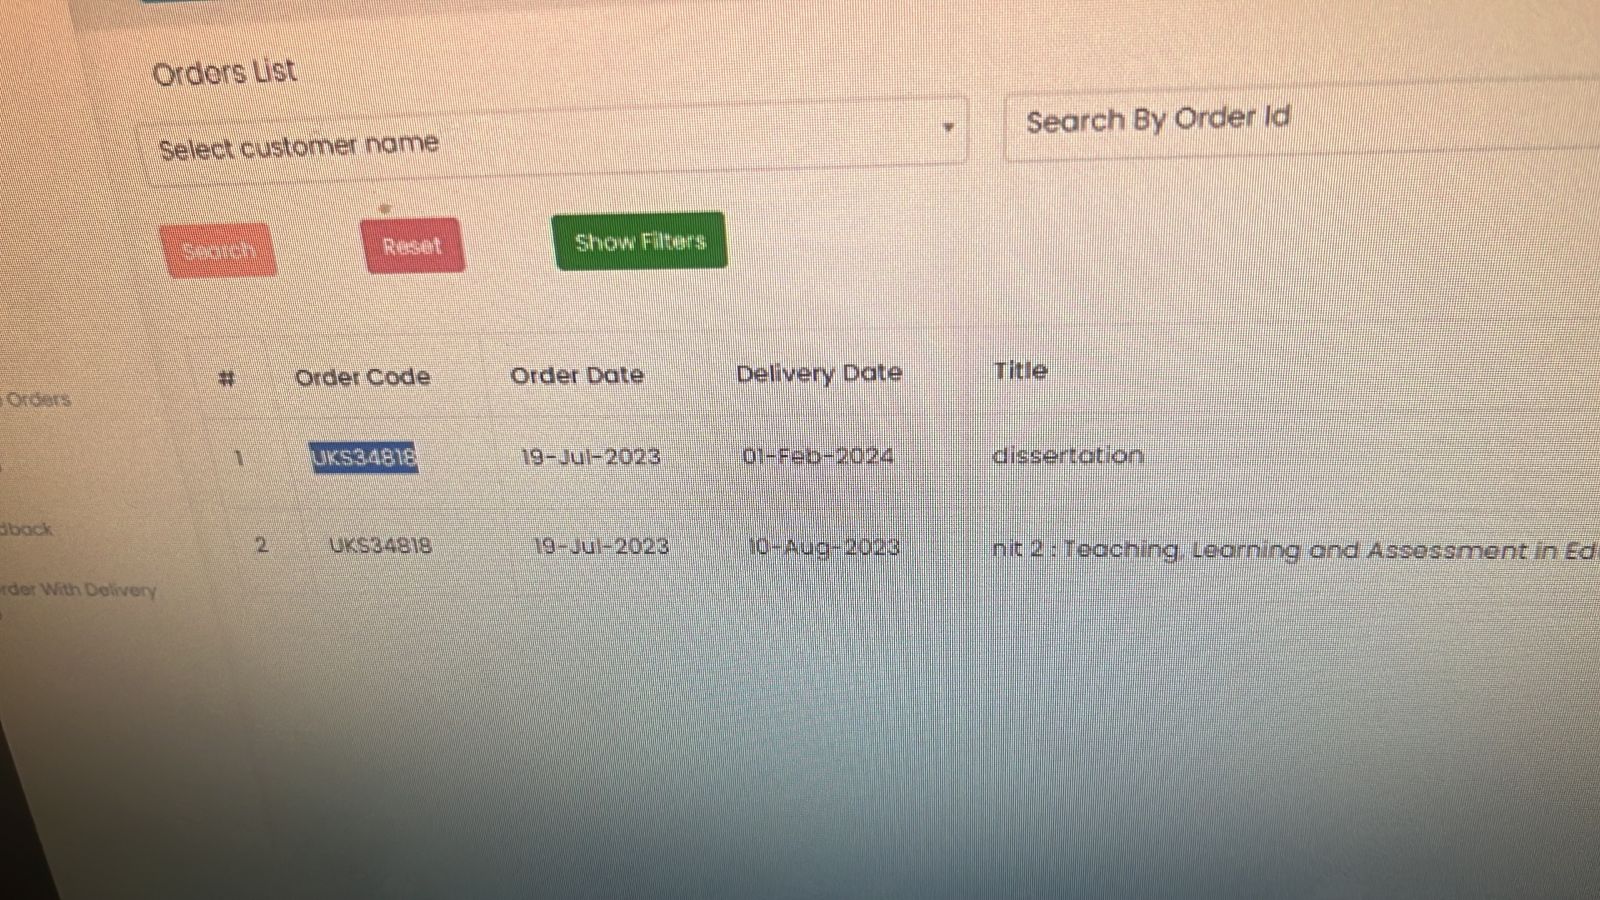 Orders List
Select customer name
Search By Order Id
Search Reset Show Filters
# Order Code Order Date Delivery Date Title
Orders
1 UKS34818 19-Jul-2023 01-Feb-2024 dissertation
dback
2 UKS34818 19-Jul-2023 10-Aug-2023 nit 2 : Teaching, Learning and Assessment in Ed
rder With Delivery